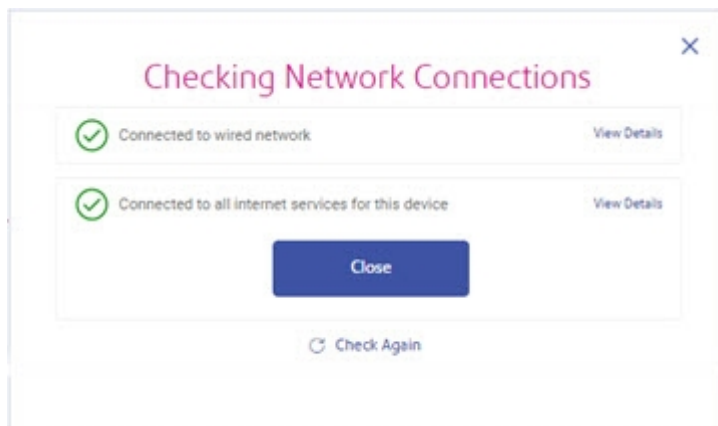 Checking Network Connections
Connected to wired network View Details
Connected to all internet services for this device View Details
Close
Check Again